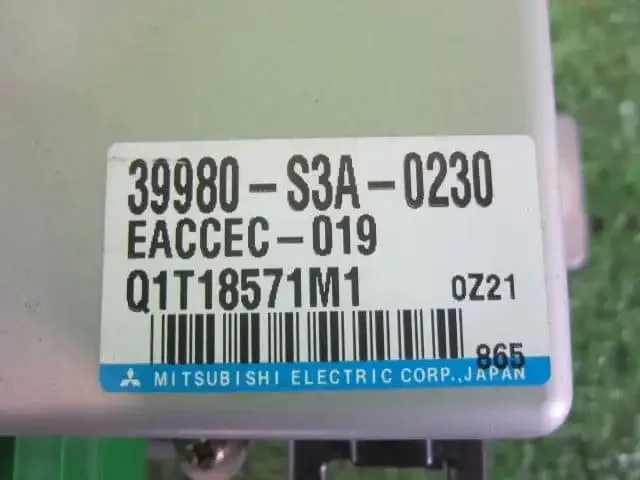 39980-S3A-0230
EACCEC-019
Q1T18571M1 0Z21
865
MITSUBISHI ELECTRIC CORP., JAPAN